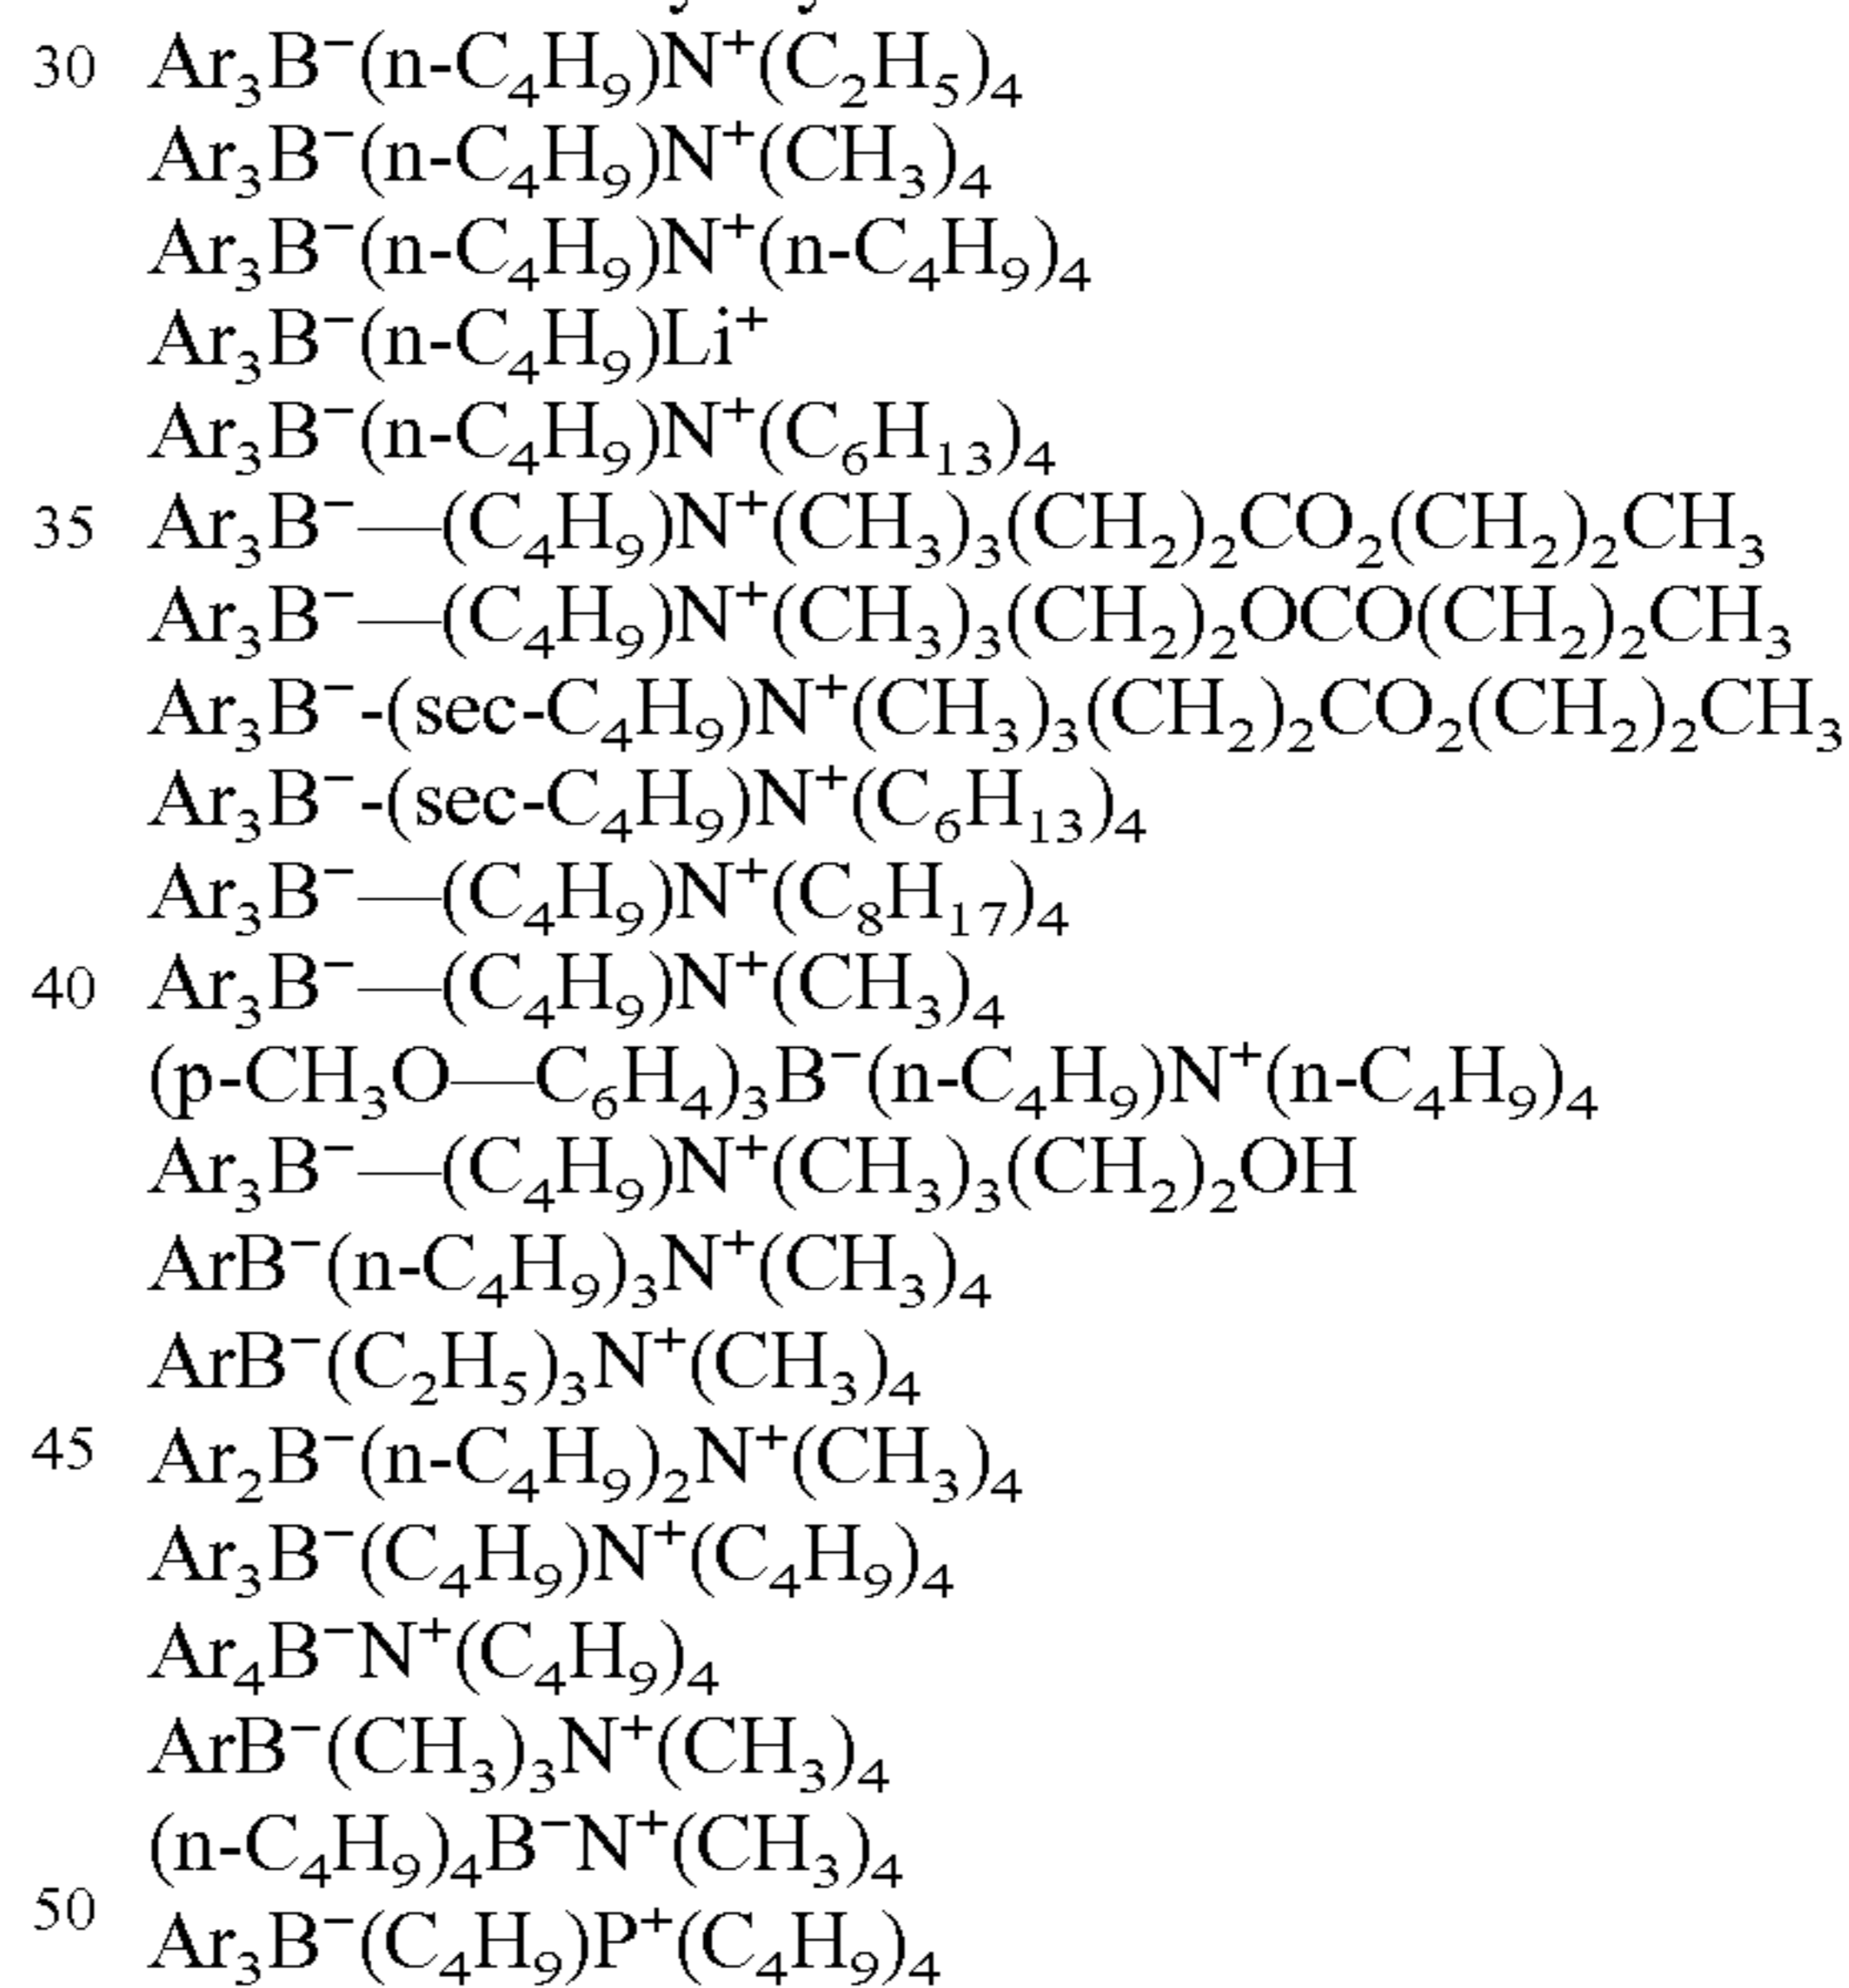 30 Ar₃B⁻(n-C₄H₉)N⁺(C₂H₅)₄
Ar₃B⁻(n-C₄H₉)N⁺(CH₃)₄
Ar₃B⁻(n-C₄H₉)N⁺(n-C₄H₉)₄
Ar₃B⁻(n-C₄H₉)Li⁺
Ar₃B⁻(n-C₄H₉)N⁺(C₆H₁₃)₄
35 Ar₃B⁻—(C₄H₉)N⁺(CH₃)₃(CH₂)₂CO₂(CH₂)₂CH₃
Ar₃B⁻—(C₄H₉)N⁺(CH₃)₃(CH₂)₂OCO(CH₂)₂CH₃
Ar₃B⁻-(sec-C₄H₉)N⁺(CH₃)₃(CH₂)₂CO₂(CH₂)₂CH₃
Ar₃B⁻-(sec-C₄H₉)N⁺(C₆H₁₃)₄
Ar₃B⁻—(C₄H₉)N⁺(C₈H₁₇)₄
40 Ar₃B⁻—(C₄H₉)N⁺(CH₃)₄
(p-CH₃O—C₆H₄)₃B⁻(n-C₄H₉)N⁺(n-C₄H₉)₄
Ar₃B⁻—(C₄H₉)N⁺(CH₃)₃(CH₂)₂OH
ArB⁻(n-C₄H₉)₃N⁺(CH₃)₄
ArB⁻(C₂H₅)₃N⁺(CH₃)₄
45 Ar₂B⁻(n-C₄H₉)₂N⁺(CH₃)₄
Ar₃B⁻(C₄H₉)N⁺(C₄H₉)₄
Ar₄B⁻N⁺(C₄H₉)₄
ArB⁻(CH₃)₃N⁺(CH₃)₄
(n-C₄H₉)₄B⁻N⁺(CH₃)₄
50 Ar₃B⁻(C₄H₉)P⁺(C₄H₉)₄